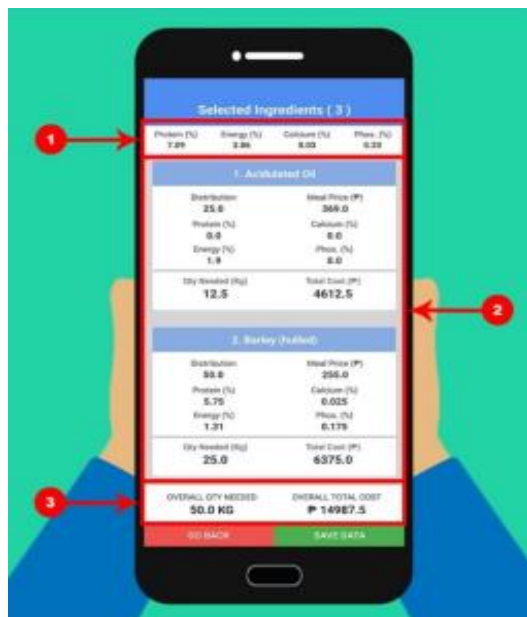 Selected Ingredients ( 3 )
Protein (%) Energy (%) Calcium (%) Phos. (%)
7.09 3.86 0.20
1
1. Acidulated Oil
Distribution Meal Price (₱)
25.0 369.0
Protein (%) Calcium (%)
0.0 0.0
Energy (%) Phos. (%)
1.9 0.0
Qty Needed (Kg) Total Cost (₱)
12.5 4612.5
2
2. Barley (hulled)
Distribution Meal Price (₱)
50.0 255.0
Protein (%) Calcium (%)
5.75 0.025
Energy (%) Phos. (%)
1.31 0.175
Qty Needed (Kg) Total Cost (₱)
25.0 6375.0
3
OVERALL QTY NEEDED OVERALL TOTAL COST
50.0 KG ₱ 14987.5
GO BACK SAVE DATA